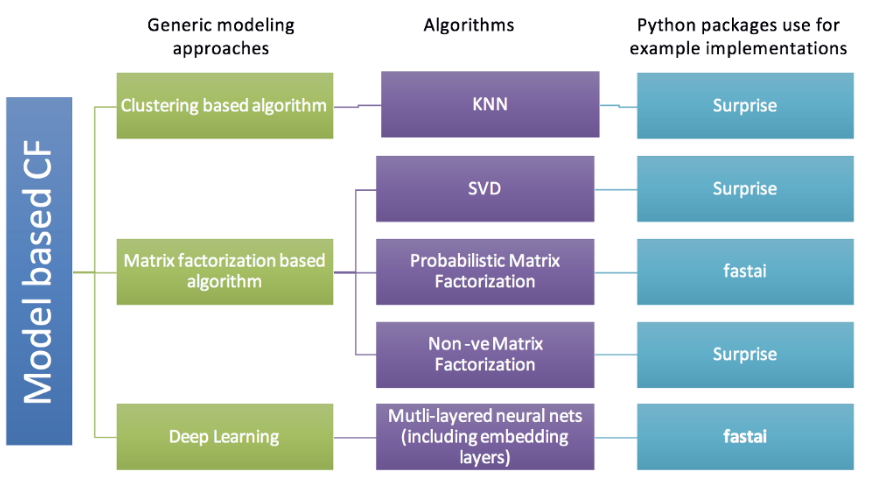 Generic modeling
approaches
Algorithms
Python packages use for
example implementations
Model based CF
Clustering based algorithm
KNN
Surprise
SVD
Surprise
Matrix factorization based
algorithm
Probabilistic Matrix
Factorization
fastai
Non -ve Matrix
Factorization
Surprise
Deep Learning
Mutli-layered neural nets
(including embedding
layers)
fastai